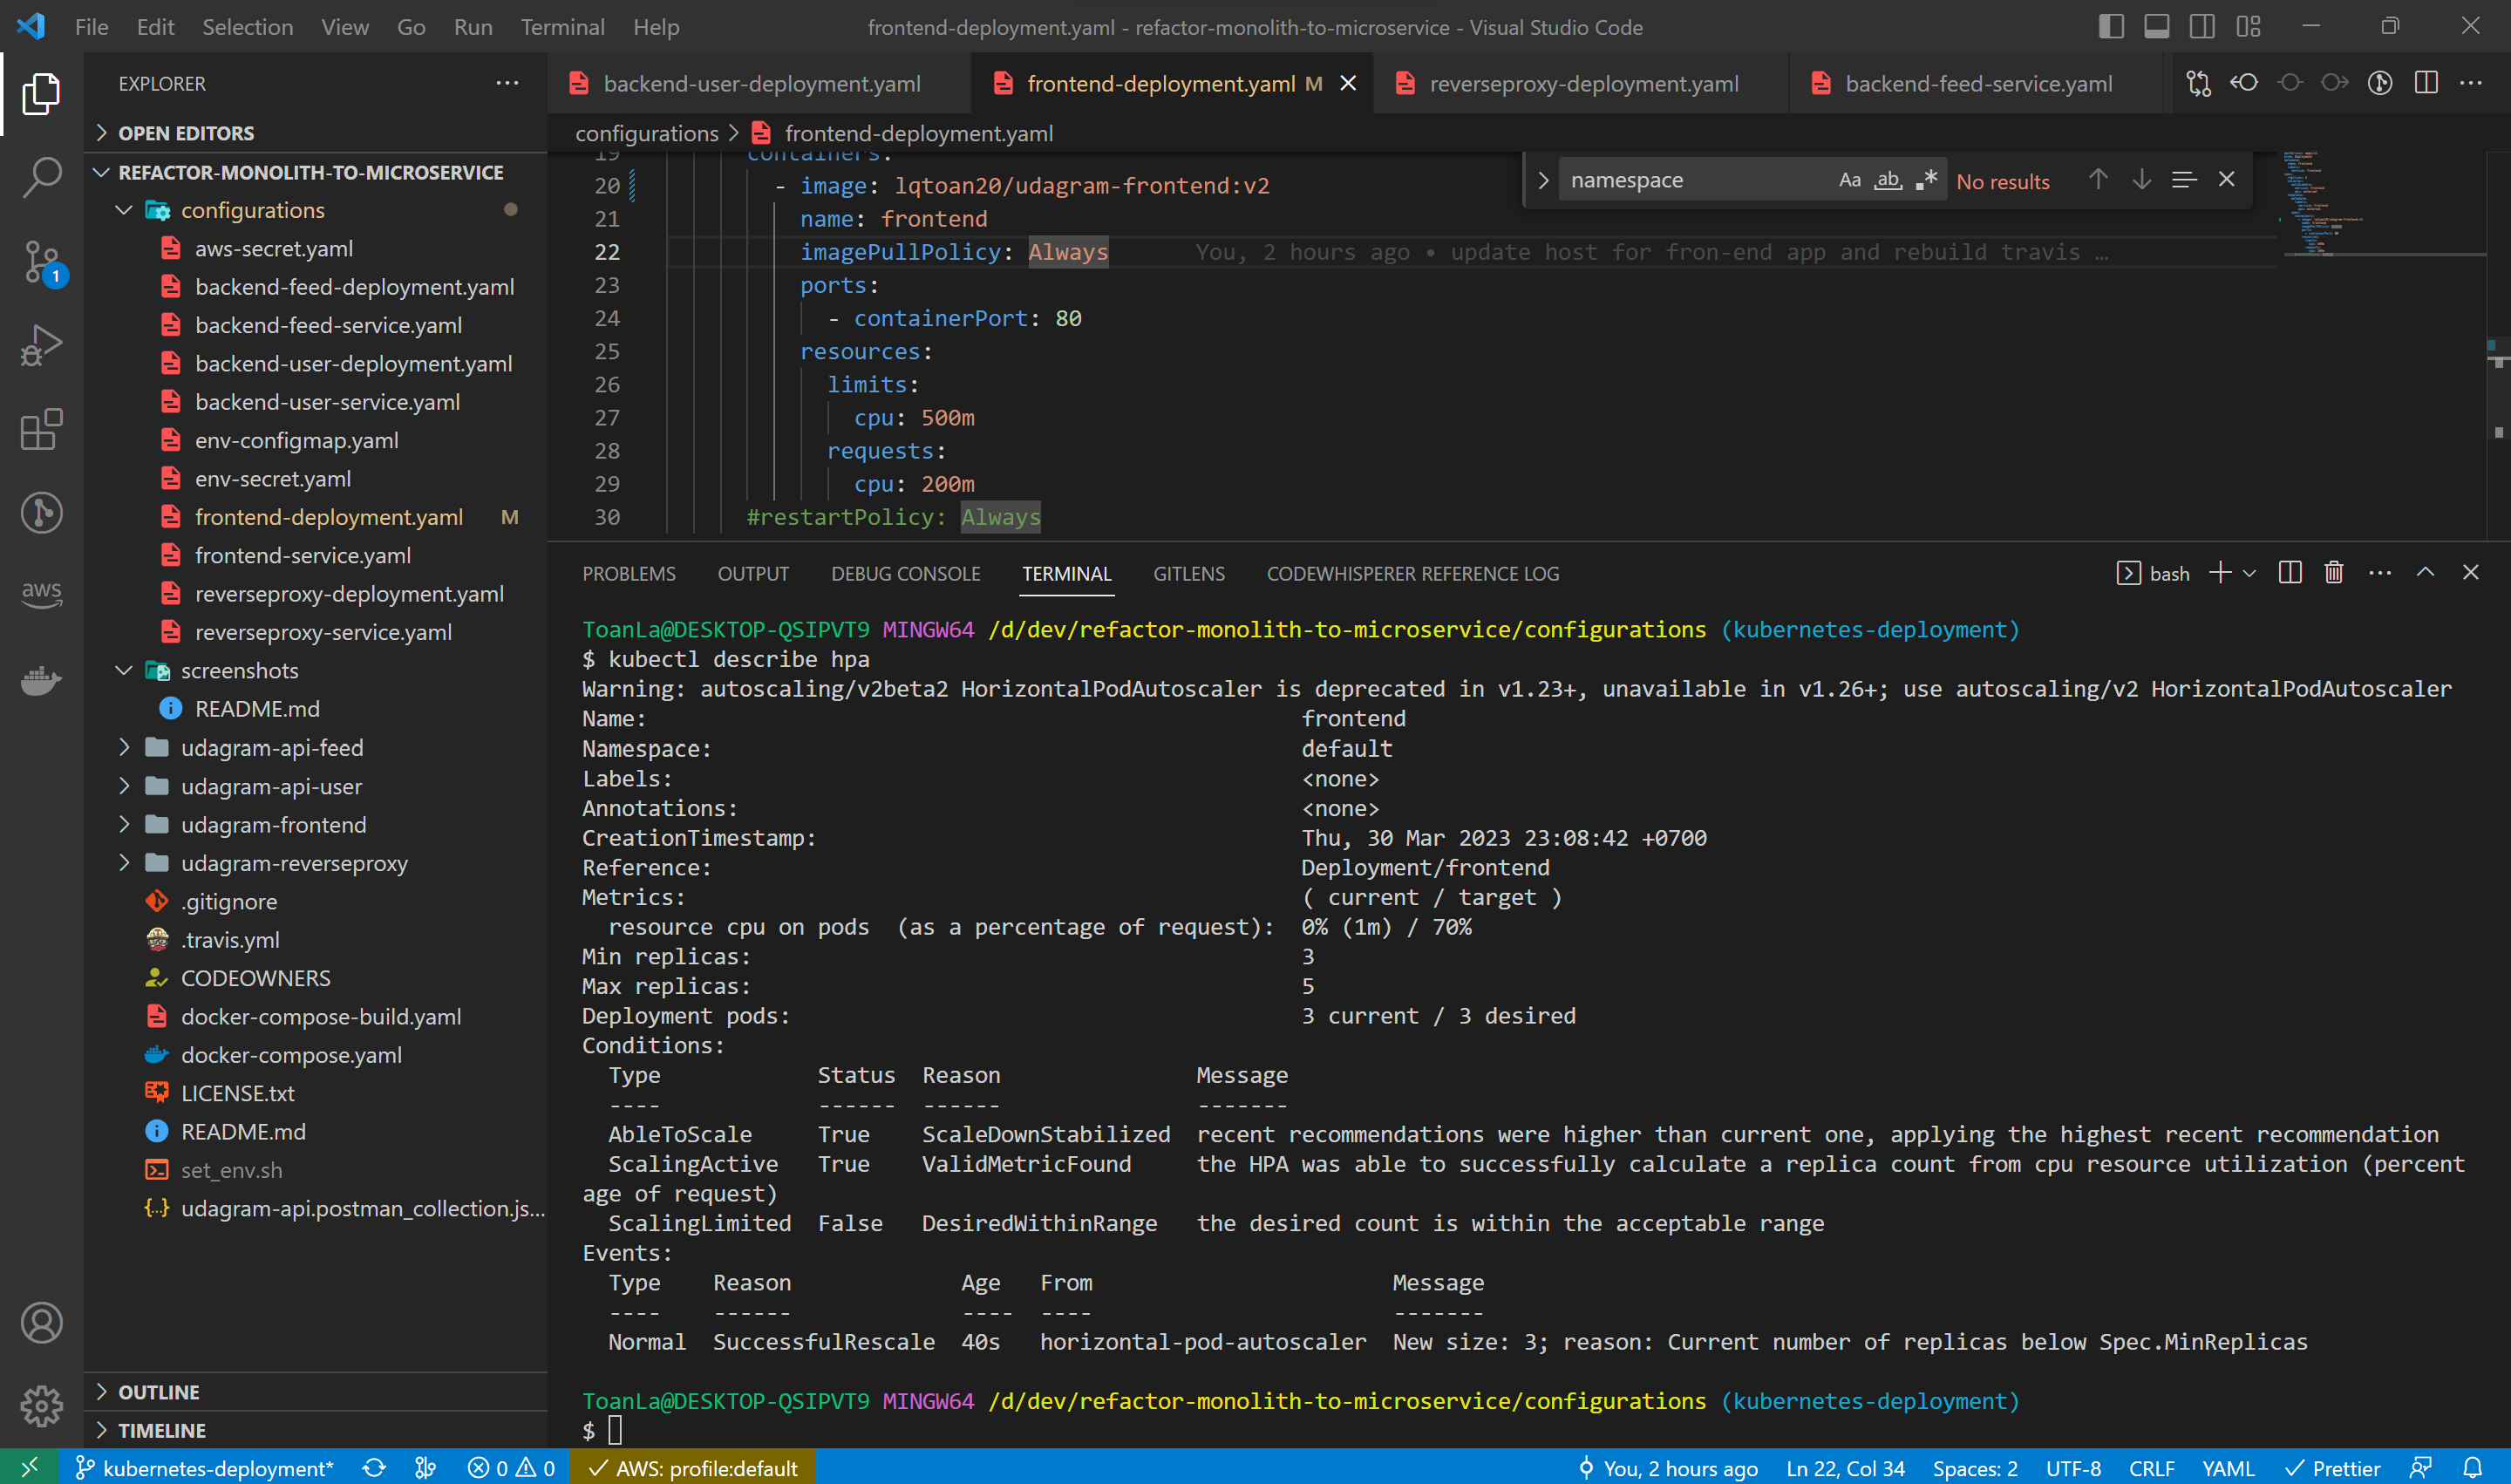 File Edit Selection View Go Run Terminal Help
frontend-deployment.yaml - refactor-monolith-to-microservice - Visual Studio Code
EXPLORER
OPEN EDITORS
REFACTOR-MONOLITH-TO-MICROSERVICE
configurations
aws-secret.yaml
backend-feed-deployment.yaml
backend-feed-service.yaml
backend-user-deployment.yaml
backend-user-service.yaml
env-configmap.yaml
env-secret.yaml
frontend-deployment.yaml M
frontend-service.yaml
reverseproxy-deployment.yaml
reverseproxy-service.yaml
screenshots
README.md
udagram-api-feed
udagram-api-user
udagram-frontend
udagram-reverseproxy
.gitignore
.travis.yml
CODEOWNERS
docker-compose-build.yaml
docker-compose.yaml
LICENSE.txt
README.md
set_env.sh
udagram-api.postman_collection.js...
OUTLINE
TIMELINE
1
aws
backend-user-deployment.yaml
frontend-deployment.yaml M
reverseproxy-deployment.yaml
backend-feed-service.yaml
configurations > frontend-deployment.yaml
namespace Aa ab .* No results
19 containers:
20 - image: lqtoan20/udagram-frontend:v2
21 name: frontend
22 imagePullPolicy: Always You, 2 hours ago • update host for fron-end app and rebuild travis …
23 ports:
24 - containerPort: 80
25 resources:
26 limits:
27 cpu: 500m
28 requests:
29 cpu: 200m
30 #restartPolicy: Always
PROBLEMS OUTPUT DEBUG CONSOLE TERMINAL GITLENS CODEWHISPERER REFERENCE LOG
bash
ToanLa@DESKTOP-QSIPVT9 MINGW64 /d/dev/refactor-monolith-to-microservice/configurations (kubernetes-deployment)
$ kubectl describe hpa
Warning: autoscaling/v2beta2 HorizontalPodAutoscaler is deprecated in v1.23+, unavailable in v1.26+; use autoscaling/v2 HorizontalPodAutoscaler
Name: frontend
Namespace: default
Labels: <none>
Annotations: <none>
CreationTimestamp: Thu, 30 Mar 2023 23:08:42 +0700
Reference: Deployment/frontend
Metrics: ( current / target )
resource cpu on pods (as a percentage of request): 0% (1m) / 70%
Min replicas: 3
Max replicas: 5
Deployment pods: 3 current / 3 desired
Conditions:
Type Status Reason Message
---- ------ ------ -------
AbleToScale True ScaleDownStabilized recent recommendations were higher than current one, applying the highest recent recommendation
ScalingActive True ValidMetricFound the HPA was able to successfully calculate a replica count from cpu resource utilization (percent
age of request)
ScalingLimited False DesiredWithinRange the desired count is within the acceptable range
Events:
Type Reason Age From Message
---- ------ ---- ---- -------
Normal SuccessfulRescale 40s horizontal-pod-autoscaler New size: 3; reason: Current number of replicas below Spec.MinReplicas
ToanLa@DESKTOP-QSIPVT9 MINGW64 /d/dev/refactor-monolith-to-microservice/configurations (kubernetes-deployment)
$
kubernetes-deployment* 0 0 AWS: profile:default You, 2 hours ago Ln 22, Col 34 Spaces: 2 UTF-8 CRLF YAML Prettier